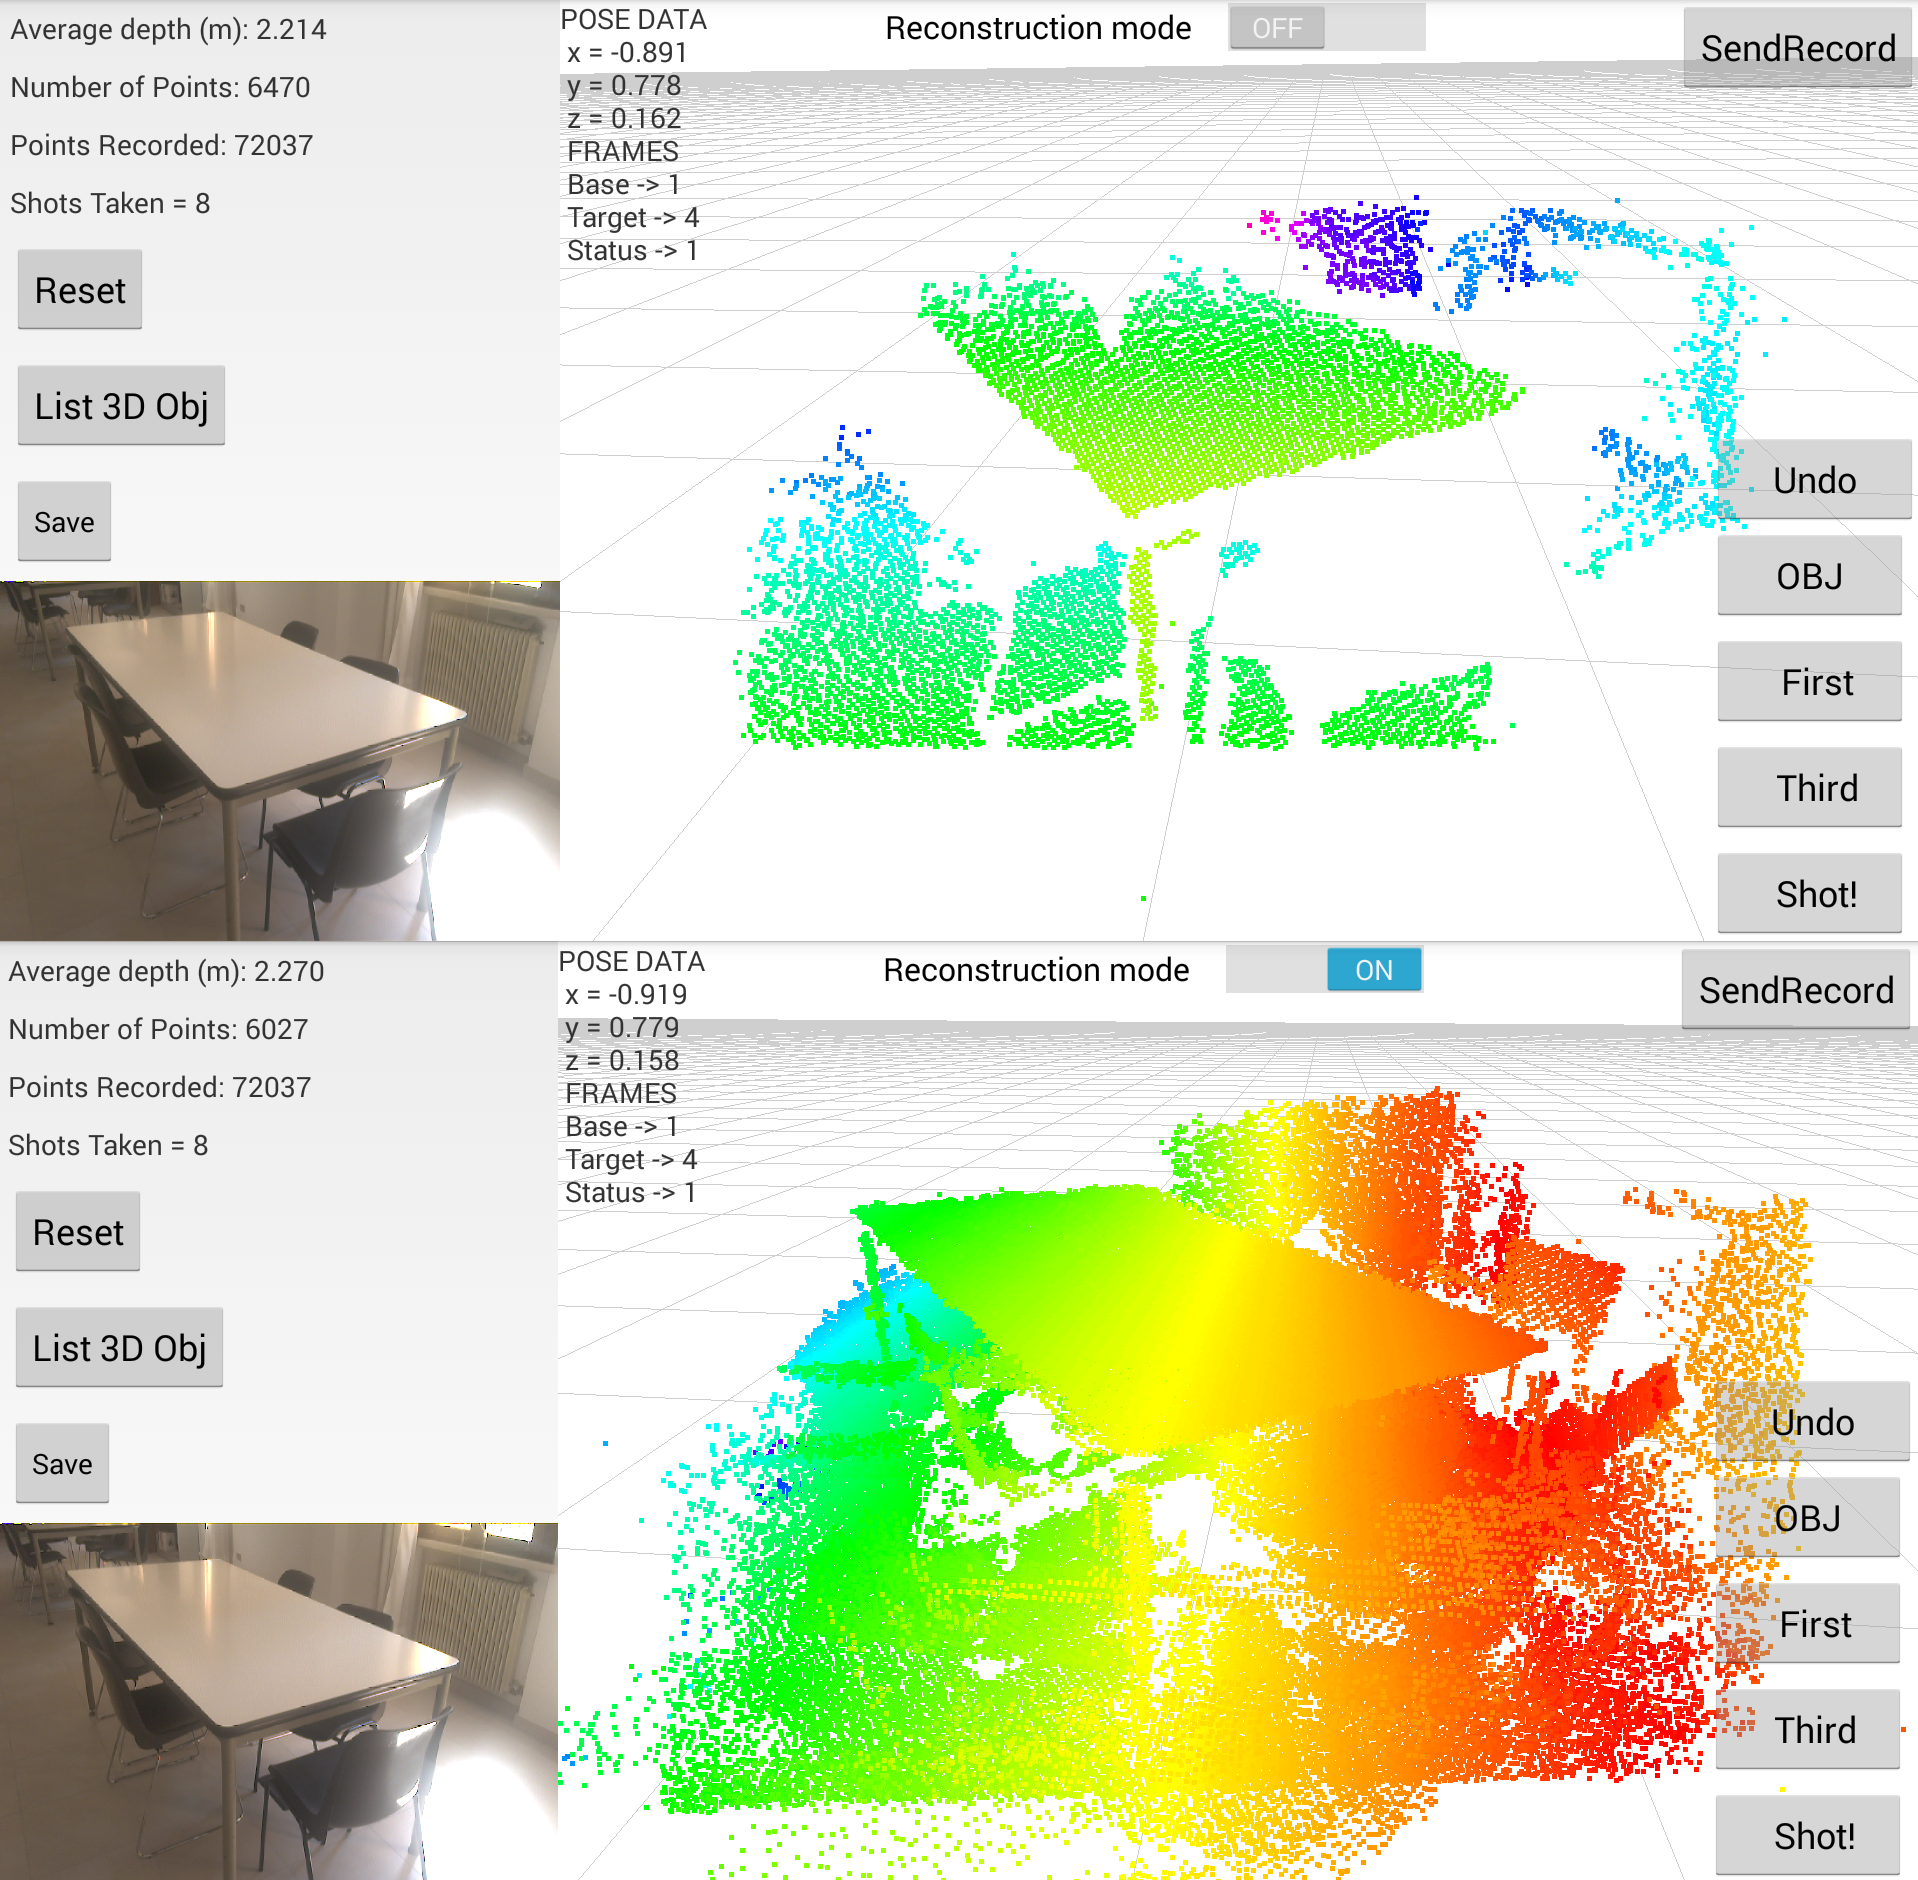 Average depth (m): 2.214
Number of Points: 6470
Points Recorded: 72037
Shots Taken = 8
Reset
List 3D Obj
Save
POSE DATA
x = -0.891
y = 0.778
z = 0.162
FRAMES
Base -> 1
Target -> 4
Status -> 1
Reconstruction mode OFF
SendRecord
Undo
OBJ
First
Third
Shot!
Average depth (m): 2.270
Number of Points: 6027
Points Recorded: 72037
Shots Taken = 8
Reset
List 3D Obj
Save
POSE DATA
x = -0.919
y = 0.779
z = 0.158
FRAMES
Base -> 1
Target -> 4
Status -> 1
Reconstruction mode ON
SendRecord
Undo
OBJ
First
Third
Shot!